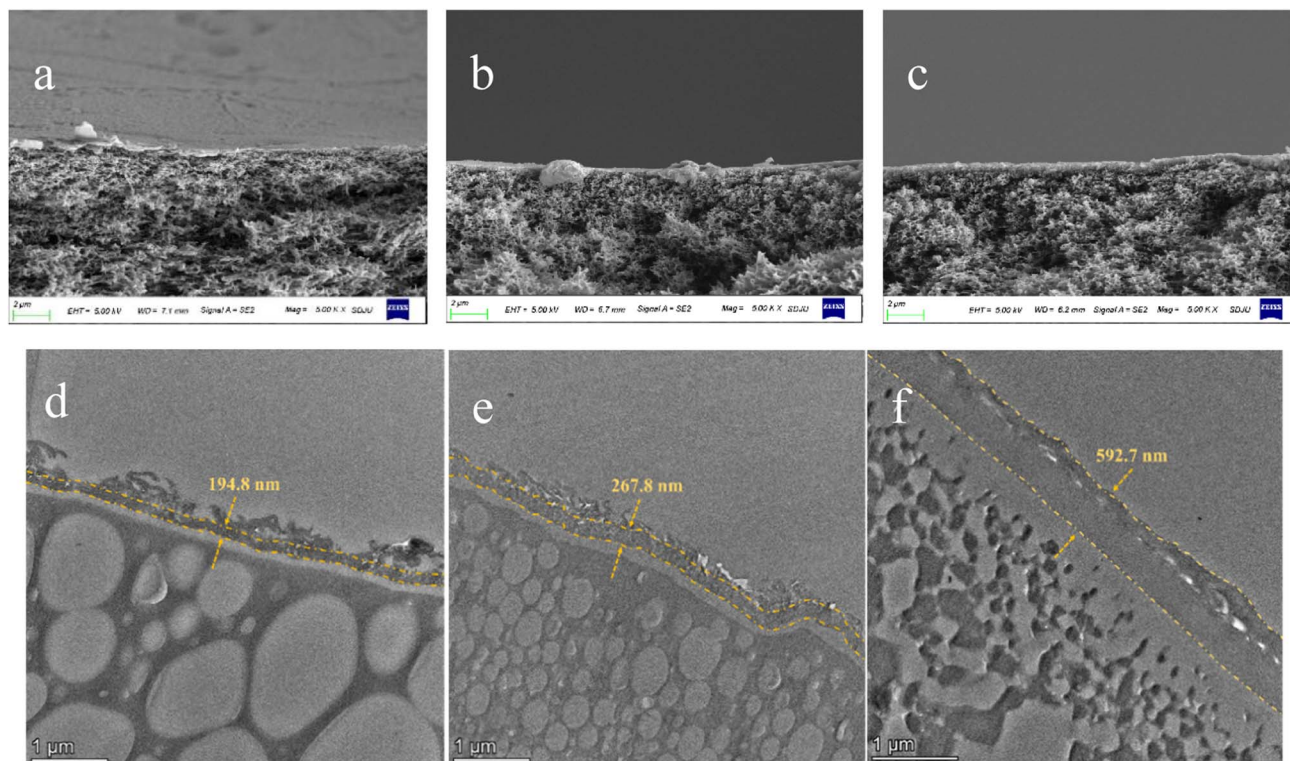 a
b
c
2 µm EHT = 5.00 kV WD = 7.1 mm Signal A = SE2 Mag = 5.00 K X SDJU ZEISS
2 µm EHT = 5.00 kV WD = 6.7 mm Signal A = SE2 Mag = 5.00 K X SDJU ZEISS
2 µm EHT = 5.00 kV WD = 6.2 mm Signal A = SE2 Mag = 5.00 K X SDJU ZEISS
d
194.8 nm
1 µm
e
267.8 nm
1 µm
f
592.7 nm
1 µm